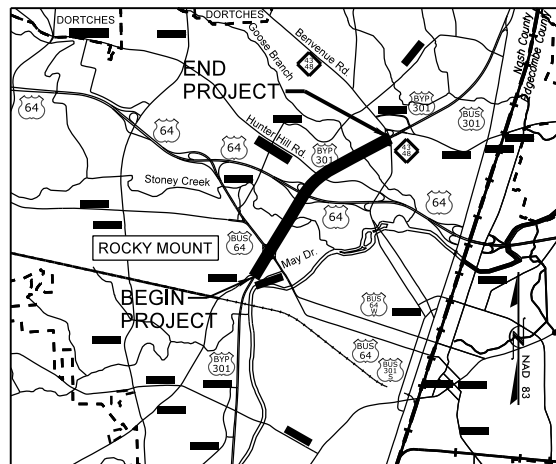 DORTCHES
DORTCHES
Goose Branch
Benvenue Rd.
43
48
Nash County
Edgecombe County
END
PROJECT
64
BYP
301
BUS
301
64
64
Hunter Hill Rd.
BYP
301
43
48
Stoney Creek
64
64
BUS
64
ROCKY MOUNT
May Dr.
BEGIN
PROJECT
BUS
64
W
BYP
301
BUS
64
BUS
301
S
N
NAD 83